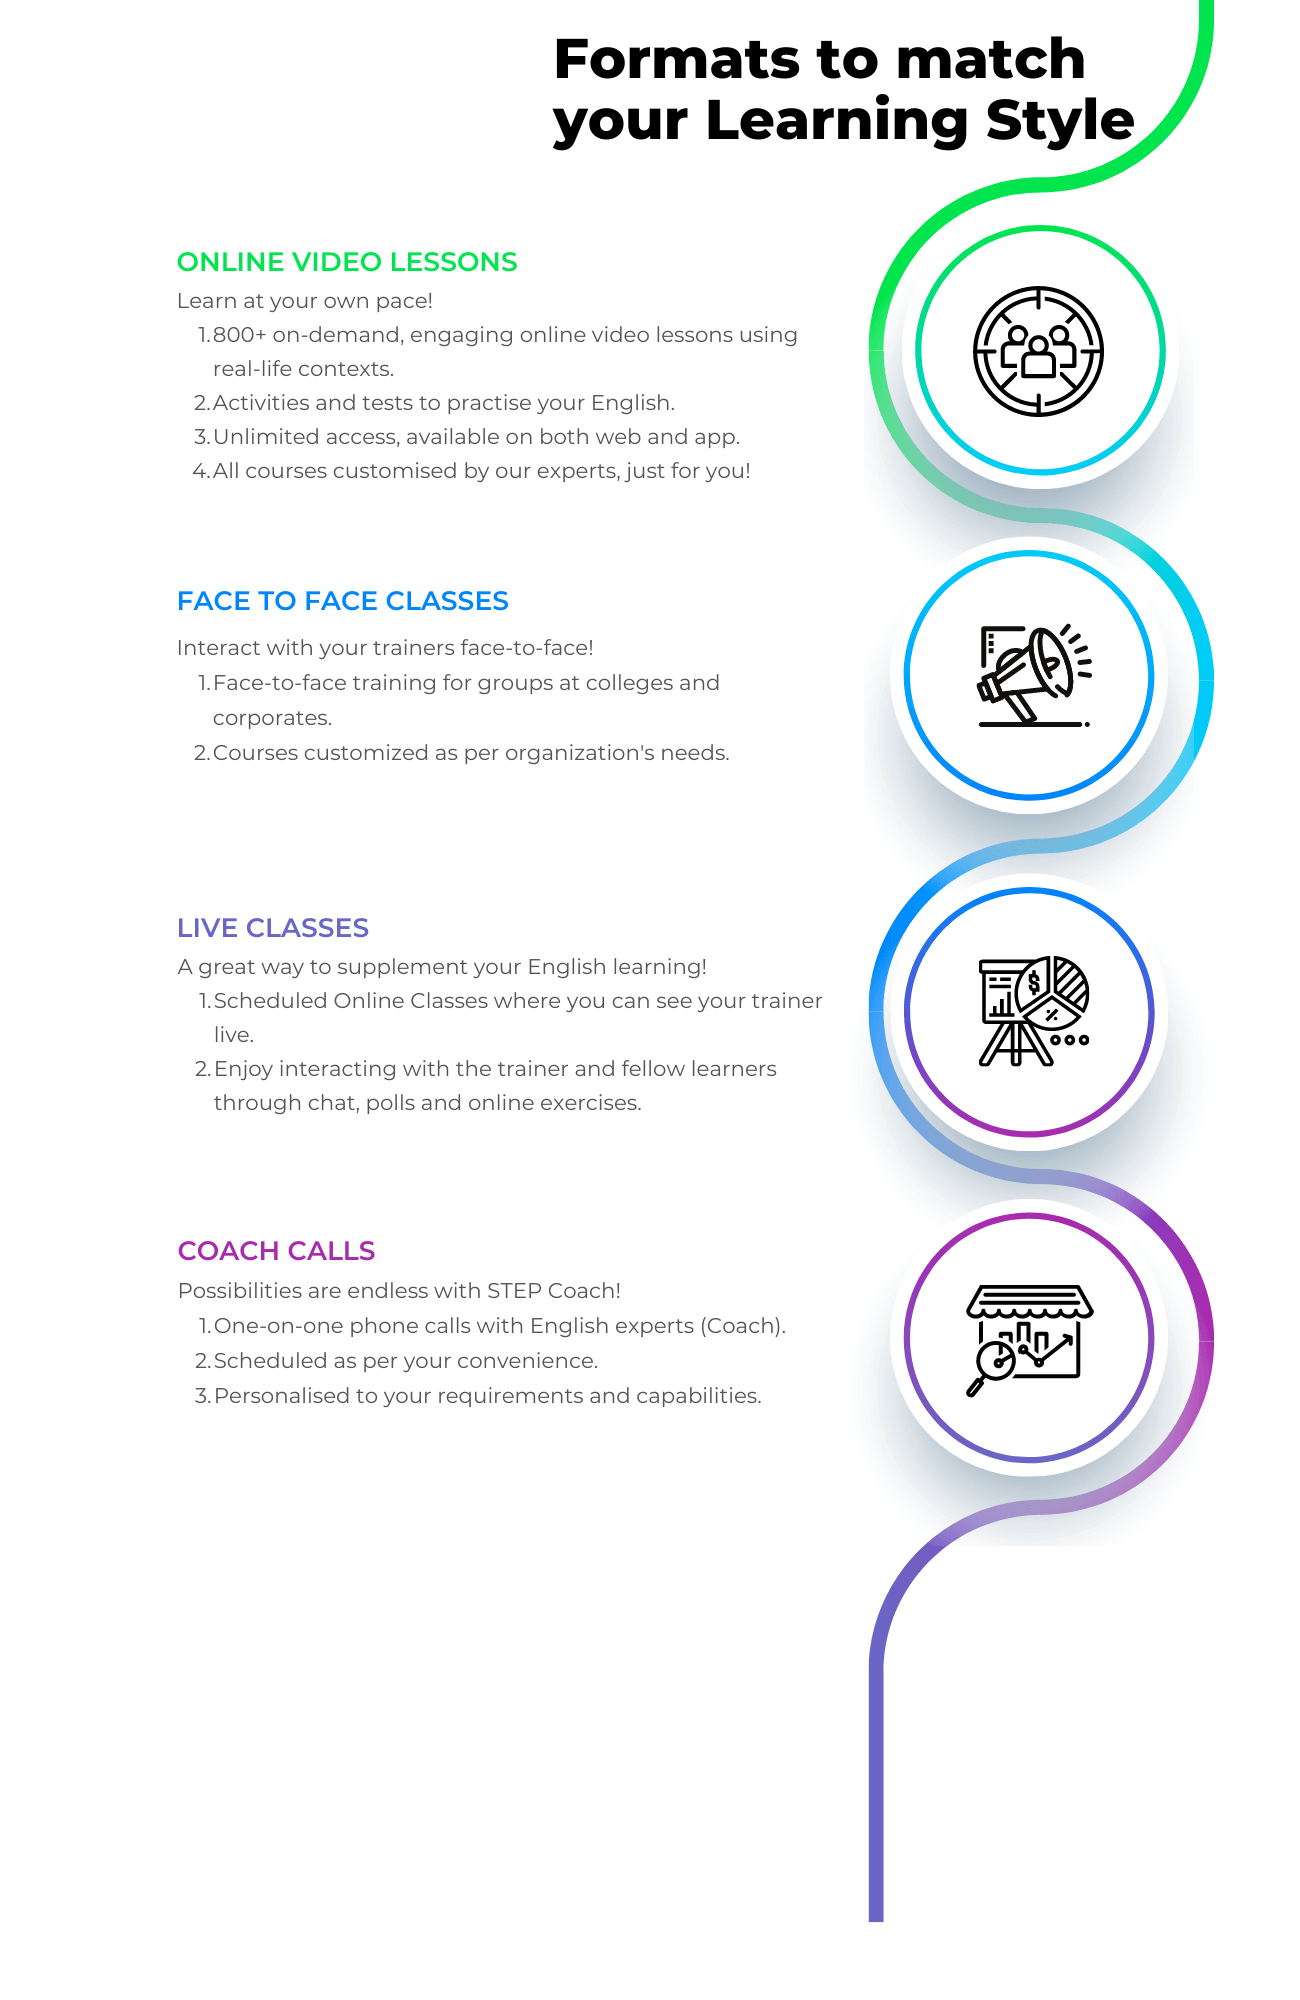 Formats to match
your Learning Style
ONLINE VIDEO LESSONS
Learn at your own pace!
1.800+ on-demand, engaging online video lessons using
real-life contexts.
2.Activities and tests to practise your English.
3.Unlimited access, available on both web and app.
4.All courses customised by our experts, just for you!
FACE TO FACE CLASSES
Interact with your trainers face-to-face!
1.Face-to-face training for groups at colleges and
corporates.
2.Courses customized as per organization's needs.
LIVE CLASSES
A great way to supplement your English learning!
1.Scheduled Online Classes where you can see your trainer
live.
2.Enjoy interacting with the trainer and fellow learners
through chat, polls and online exercises.
$
%
COACH CALLS
Possibilities are endless with STEP Coach!
1.One-on-one phone calls with English experts (Coach).
2.Scheduled as per your convenience.
3.Personalised to your requirements and capabilities.